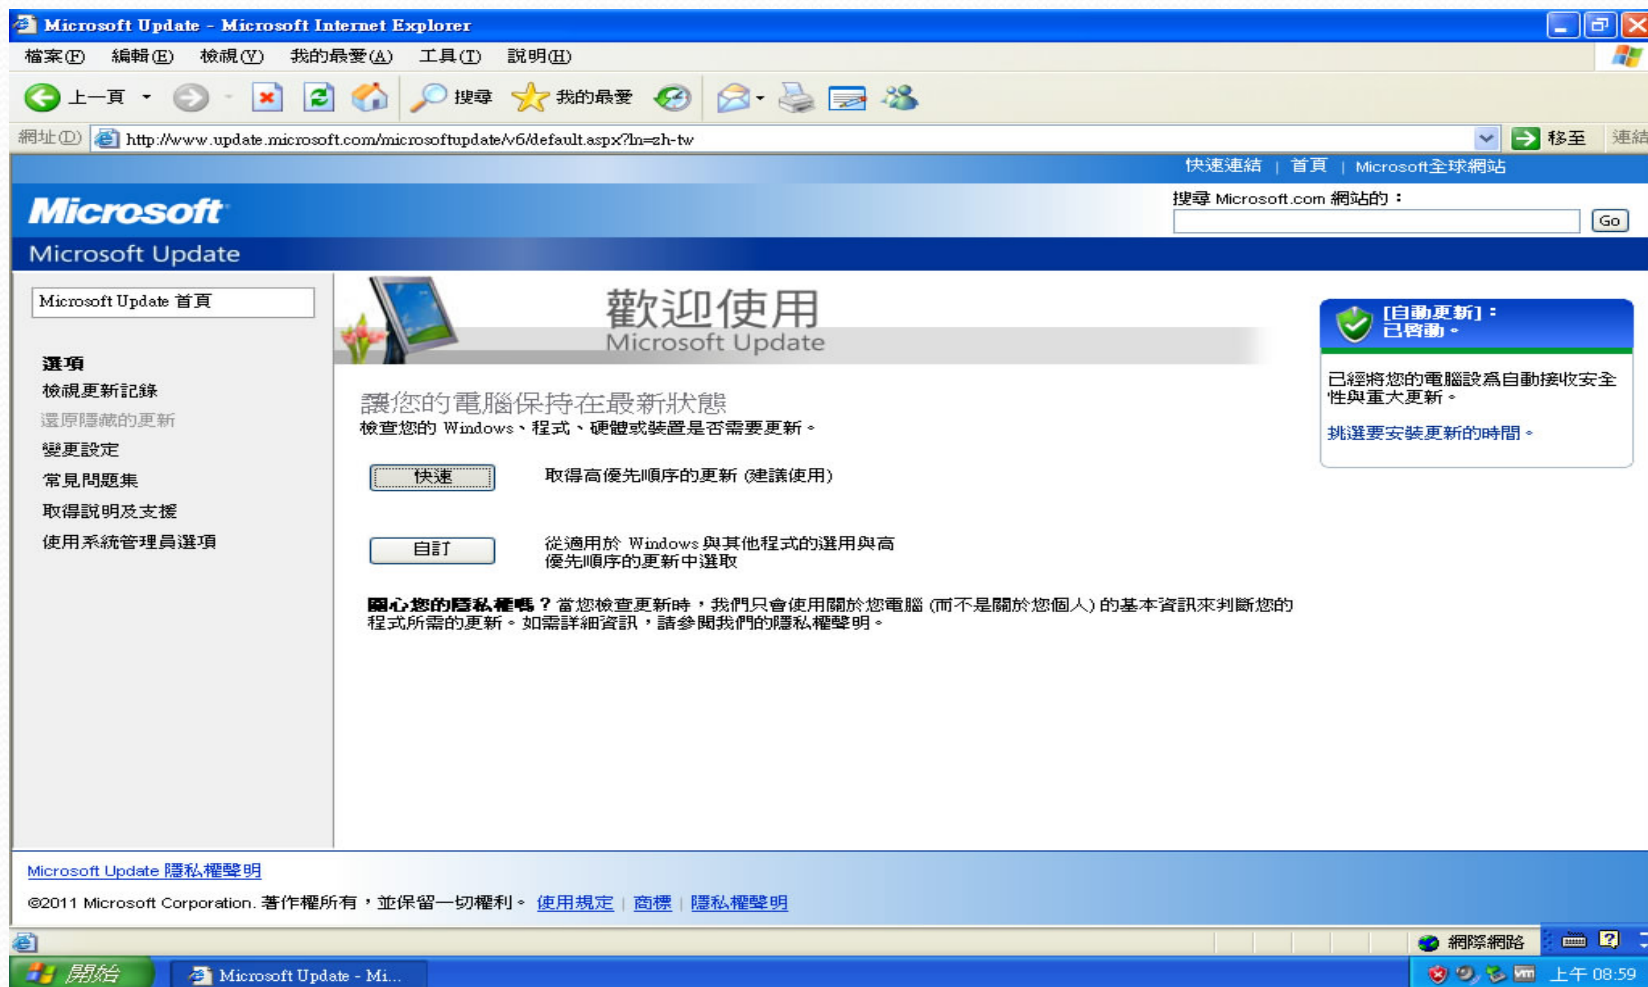 Microsoft Update - Microsoft Internet Explorer
檔案(F) 編輯(E) 檢視(V) 我的最愛(A) 工具(T) 說明(H)
上一頁 搜尋 我的最愛
網址(D) http://www.update.microsoft.com/microsoftupdate/v6/default.aspx?ln=zh-tw 移至 連結
快速連結 | 首頁 | Microsoft全球網站
Microsoft
搜尋 Microsoft.com 網站的：
Go
Microsoft Update
Microsoft Update 首頁
選項
檢視更新記錄
還原隱藏的更新
變更設定
常見問題集
取得說明及支援
使用系統管理員選項
歡迎使用
Microsoft Update
讓您的電腦保持在最新狀態
檢查您的 Windows、程式、硬體或裝置是否需要更新。
快速 取得高優先順序的更新 (建議使用)
自訂 從適用於 Windows 與其他程式的選用與高
優先順序的更新中選取
關心您的隱私權嗎？當您檢查更新時，我們只會使用關於您電腦 (而不是關於您個人) 的基本資訊來判斷您的
程式所需的更新。如需詳細資訊，請參閱我們的隱私權聲明。
[自動更新]：
已啓動。
已經將您的電腦設為自動接收安全
性與重大更新。
挑選要安裝更新的時間。
Microsoft Update 隱私權聲明
©2011 Microsoft Corporation. 著作權所有，並保留一切權利。 使用規定 | 商標 | 隱私權聲明
網際網路
開始 Microsoft Update - Mi... 上午 08:59